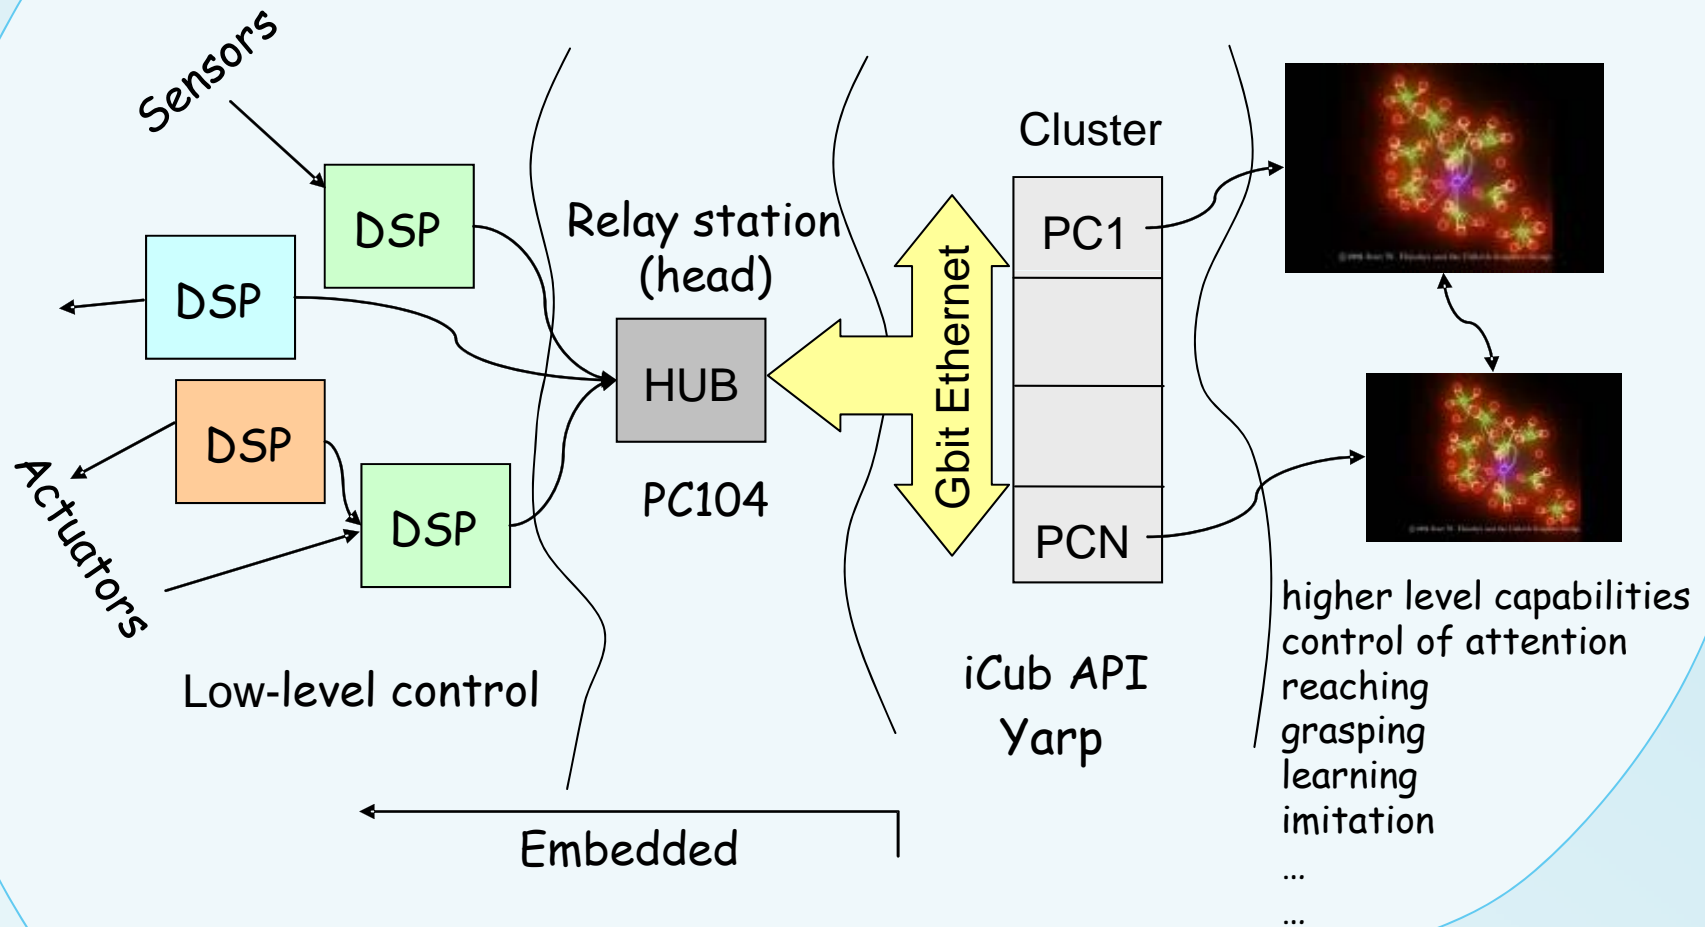 Sensors
DSP
DSP
DSP
DSP
Actuators
Low-level control
Relay station
(head)
HUB
PC104
Gbit Ethernet
Cluster
PC1
PCN
iCub API
Yarp
Embedded
higher level capabilities
control of attention
reaching
grasping
learning
imitation
...
...